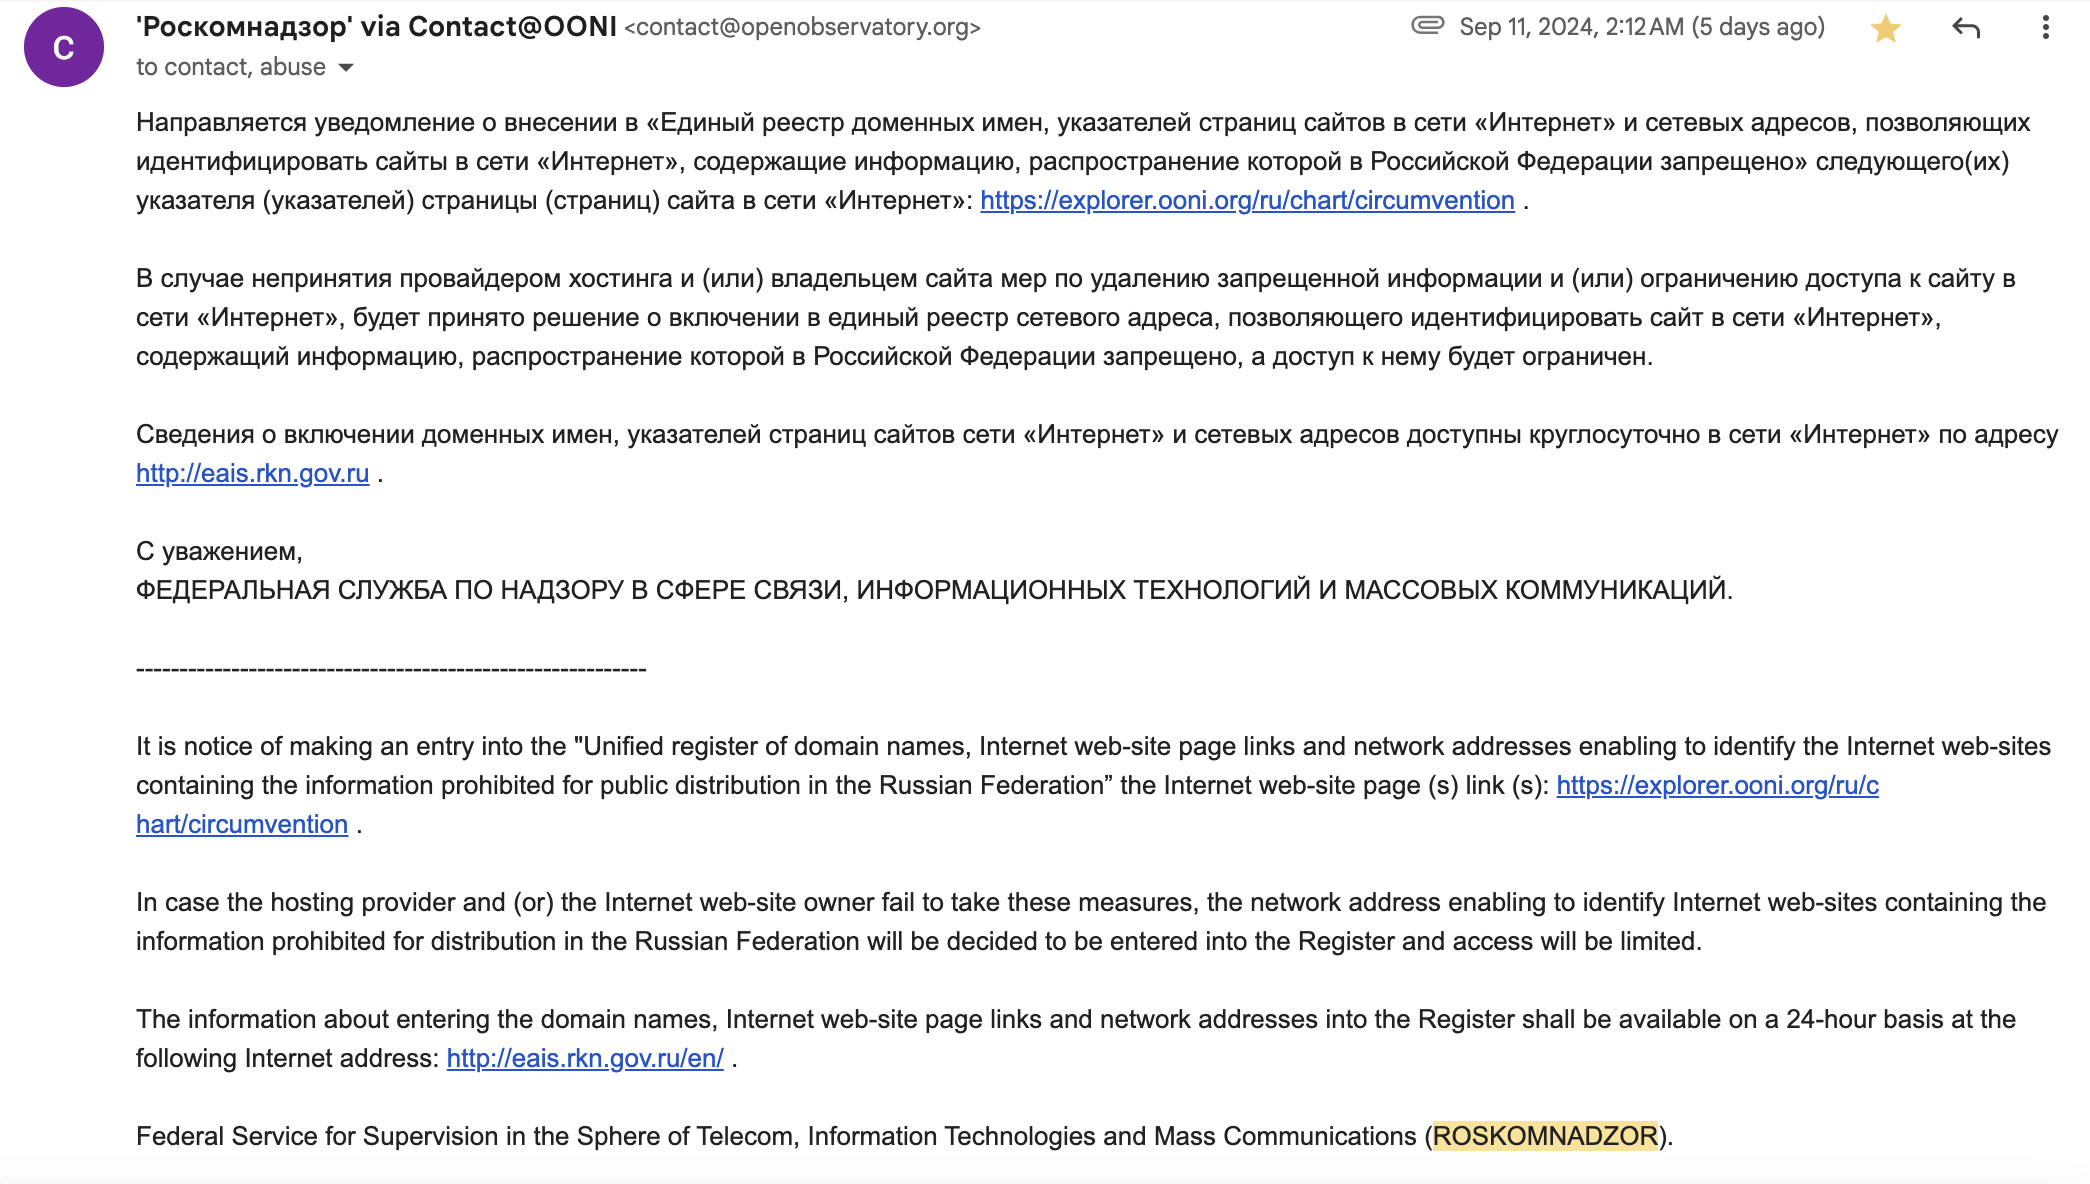 C
'Роскомнадзор' via Contact@OONI <contact@openobservatory.org>
Sep 11, 2024, 2:12 AM (5 days ago)
to contact, abuse
Направляется уведомление о внесении в «Единый реестр доменных имен, указателей страниц сайтов в сети «Интернет» и сетевых адресов, позволяющих
идентифицировать сайты в сети «Интернет», содержащие информацию, распространение которой в Российской Федерации запрещено» следующего(их)
указателя (указателей) страницы (страниц) сайта в сети «Интернет»: https://explorer.ooni.org/ru/chart/circumvention .
В случае непринятия провайдером хостинга и (или) владельцем сайта мер по удалению запрещенной информации и (или) ограничению доступа к сайту в
сети «Интернет», будет принято решение о включении в единый реестр сетевого адреса, позволяющего идентифицировать сайт в сети «Интернет»,
содержащий информацию, распространение которой в Российской Федерации запрещено, а доступ к нему будет ограничен.
Сведения о включении доменных имен, указателей страниц сайтов сети «Интернет» и сетевых адресов доступны круглосуточно в сети «Интернет» по адресу
http://eais.rkn.gov.ru .
С уважением,
ФЕДЕРАЛЬНАЯ СЛУЖБА ПО НАДЗОРУ В СФЕРЕ СВЯЗИ, ИНФОРМАЦИОННЫХ ТЕХНОЛОГИЙ И МАССОВЫХ КОММУНИКАЦИЙ.
-----------------------------------------------------------
It is notice of making an entry into the "Unified register of domain names, Internet web-site page links and network addresses enabling to identify the Internet web-sites
containing the information prohibited for public distribution in the Russian Federation” the Internet web-site page (s) link (s): https://explorer.ooni.org/ru/c
hart/circumvention .
In case the hosting provider and (or) the Internet web-site owner fail to take these measures, the network address enabling to identify Internet web-sites containing the
information prohibited for distribution in the Russian Federation will be decided to be entered into the Register and access will be limited.
The information about entering the domain names, Internet web-site page links and network addresses into the Register shall be available on a 24-hour basis at the
following Internet address: http://eais.rkn.gov.ru/en/ .
Federal Service for Supervision in the Sphere of Telecom, Information Technologies and Mass Communications (ROSKOMNADZOR).